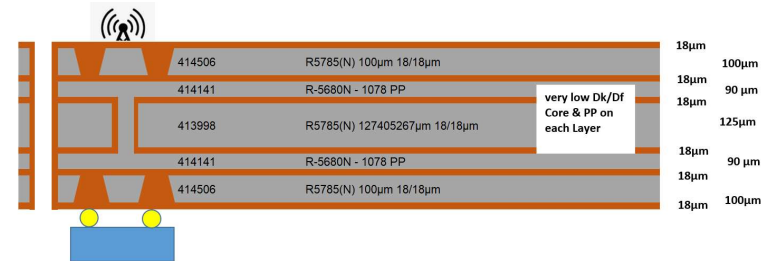 18µm
414506 R5785(N) 100µm 18/18µm 100µm
18µm
414141 R-5680N - 1078 PP 90 µm
18µm
very low Dk/Df
Core & PP on
each Layer
413998 R5785(N) 127405267µm 18/18µm 125µm
18µm
414141 R-5680N - 1078 PP 90 µm
18µm
414506 R5785(N) 100µm 18/18µm 100µm
18µm